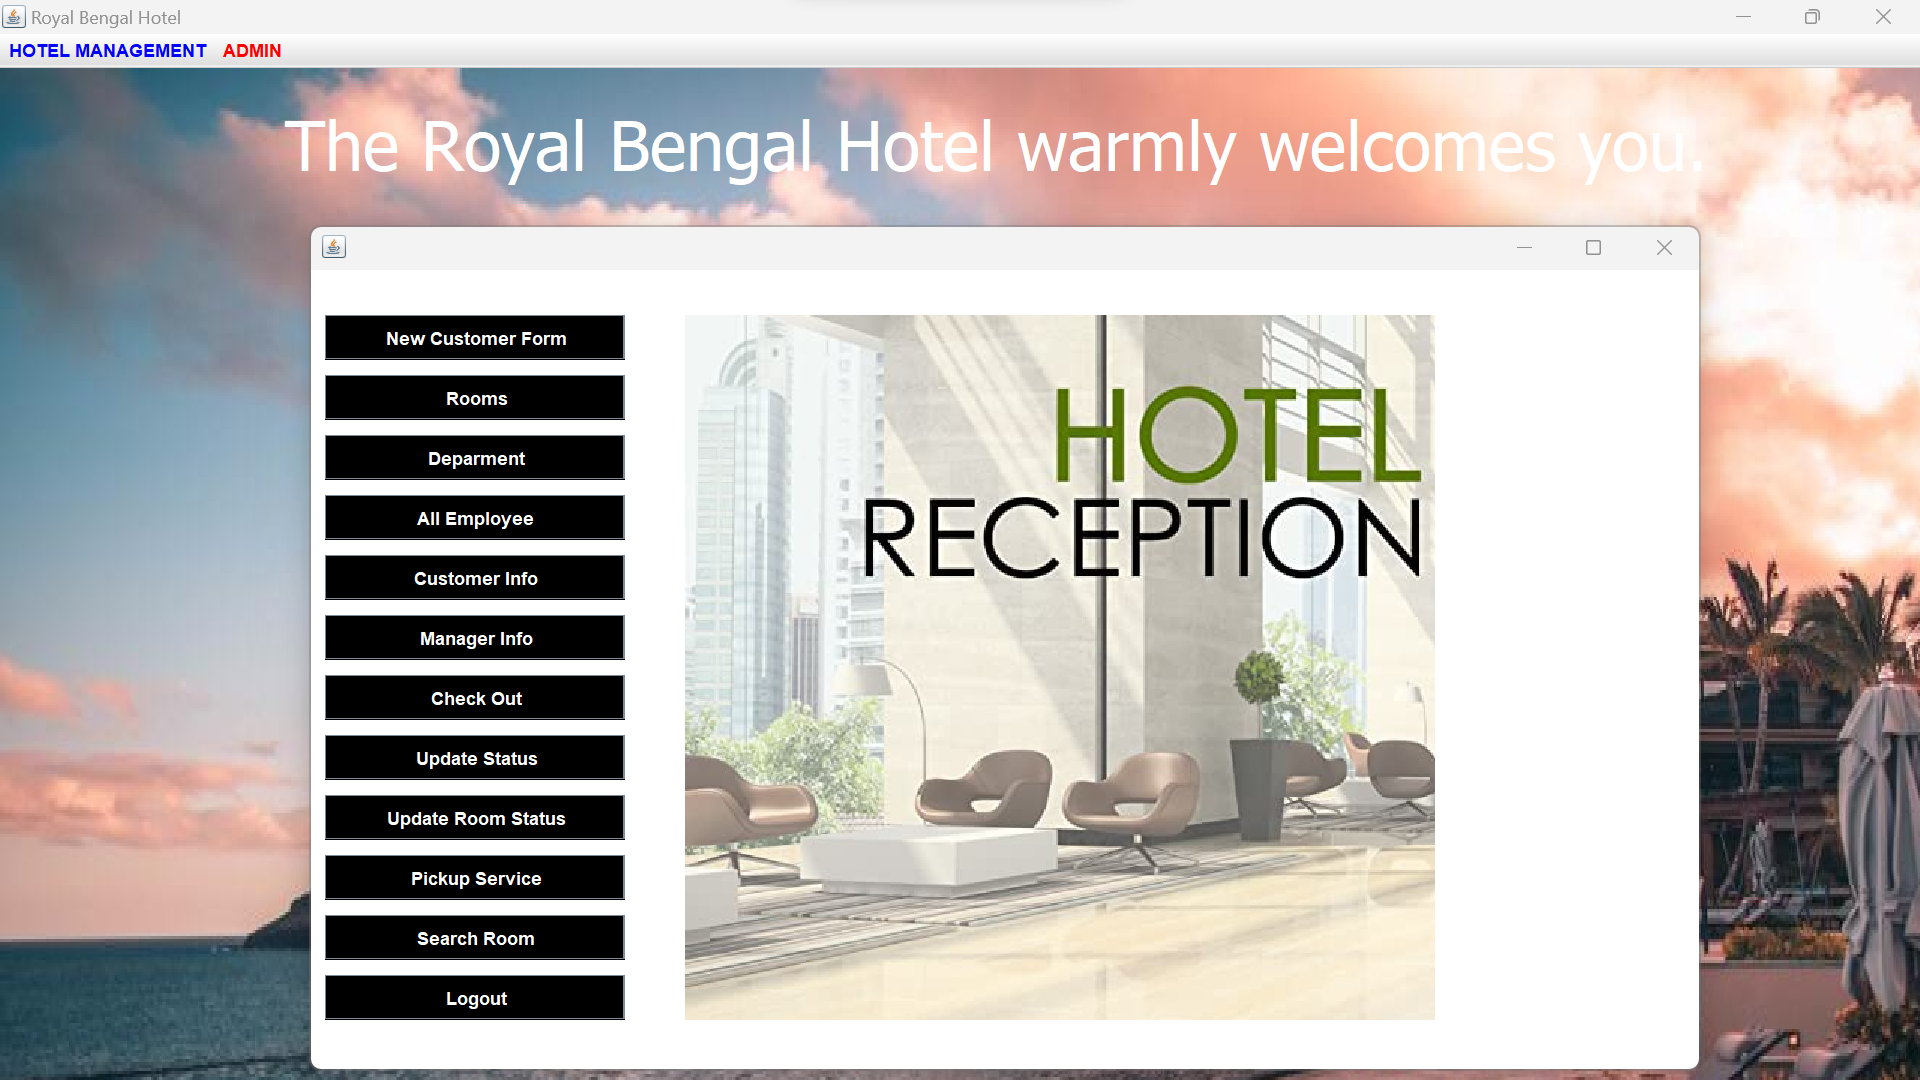 Royal Bengal Hotel
HOTEL MANAGEMENT ADMIN
The Royal Bengal Hotel warmly welcomes you.
New Customer Form
Rooms
Deparment
All Employee
Customer Info
Manager Info
Check Out
Update Status
Update Room Status
Pickup Service
Search Room
Logout
HOTEL
RECEPTION